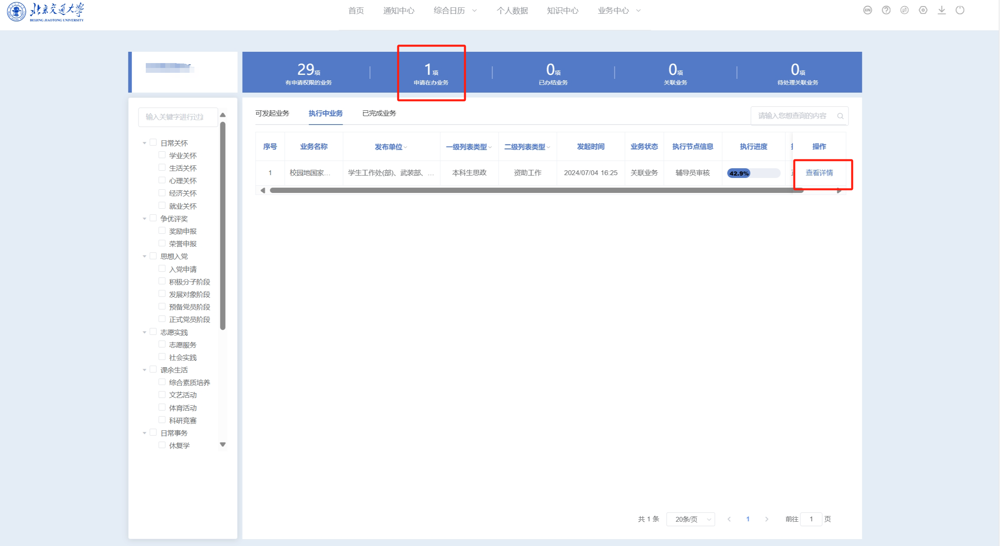 北京交通大学
BEIJING JIAOTONG UNIVERSITY
首页 通知中心 综合日历 个人数据 知识中心 业务中心
EN
29项 1项 0项 0项 0项
有申请权限的业务 申请在办业务 已办结业务 关联业务 待处理关联业务
输入关键字进行过
日常关怀
学业关怀
生活关怀
心理关怀
经济关怀
就业关怀
争优评奖
奖励申报
荣誉申报
思想入党
入党申请
积极分子阶段
发展对象阶段
预备党员阶段
正式党员阶段
志愿实践
志愿服务
社会实践
课余生活
综合素质培养
文艺活动
体育活动
科研竞赛
日常事务
休复学
可发起业务 执行中业务 已完成业务
请输入您想查询的内容
序号 业务名称 发布单位 一级列表类型 二级列表类型 发起时间 业务状态 执行节点信息 执行进度 操作
1 校园地国家... 学生工作处(部)、武装部、... 本科生思政 资助工作 2024/07/04 16:25 关联业务 辅导员审核 42.9% 查看详情
共 1 条 20条/页 1 前往 1 页